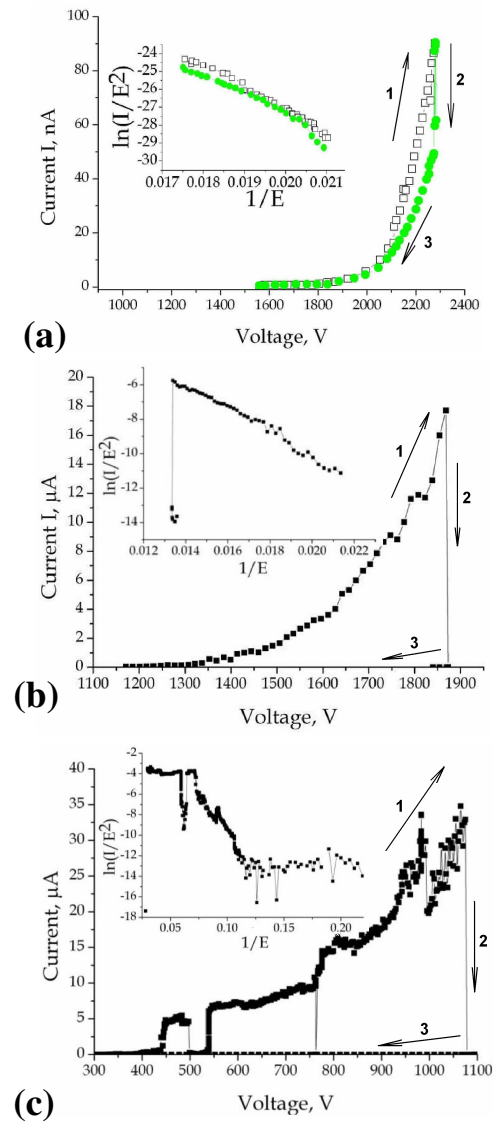 100
80
60
40
20
0
Current I, nA
-24
-25
-26
-27
-28
-29
-30
ln(I/E²)
0.017 0.018 0.019 0.020 0.021
1/E
1
2
3
1000 1200 1400 1600 1800 2000 2200 2400
Voltage, V
(a)
20
18
16
14
12
10
8
6
4
2
0
Current I, μA
-6
-8
-10
-12
-14
ln(I/E²)
0.012 0.014 0.016 0.018 0.020 0.022
1/E
1
2
3
1100 1200 1300 1400 1500 1600 1700 1800 1900
Voltage, V
(b)
45
40
35
30
25
20
15
10
5
0
Current, μA
-2
-4
-6
-8
-10
-12
-14
-16
-18
ln(I/E²)
0.05 0.10 0.15 0.20
1/E
1
2
3
300 400 500 600 700 800 900 1000 1100
Voltage, V
(c)